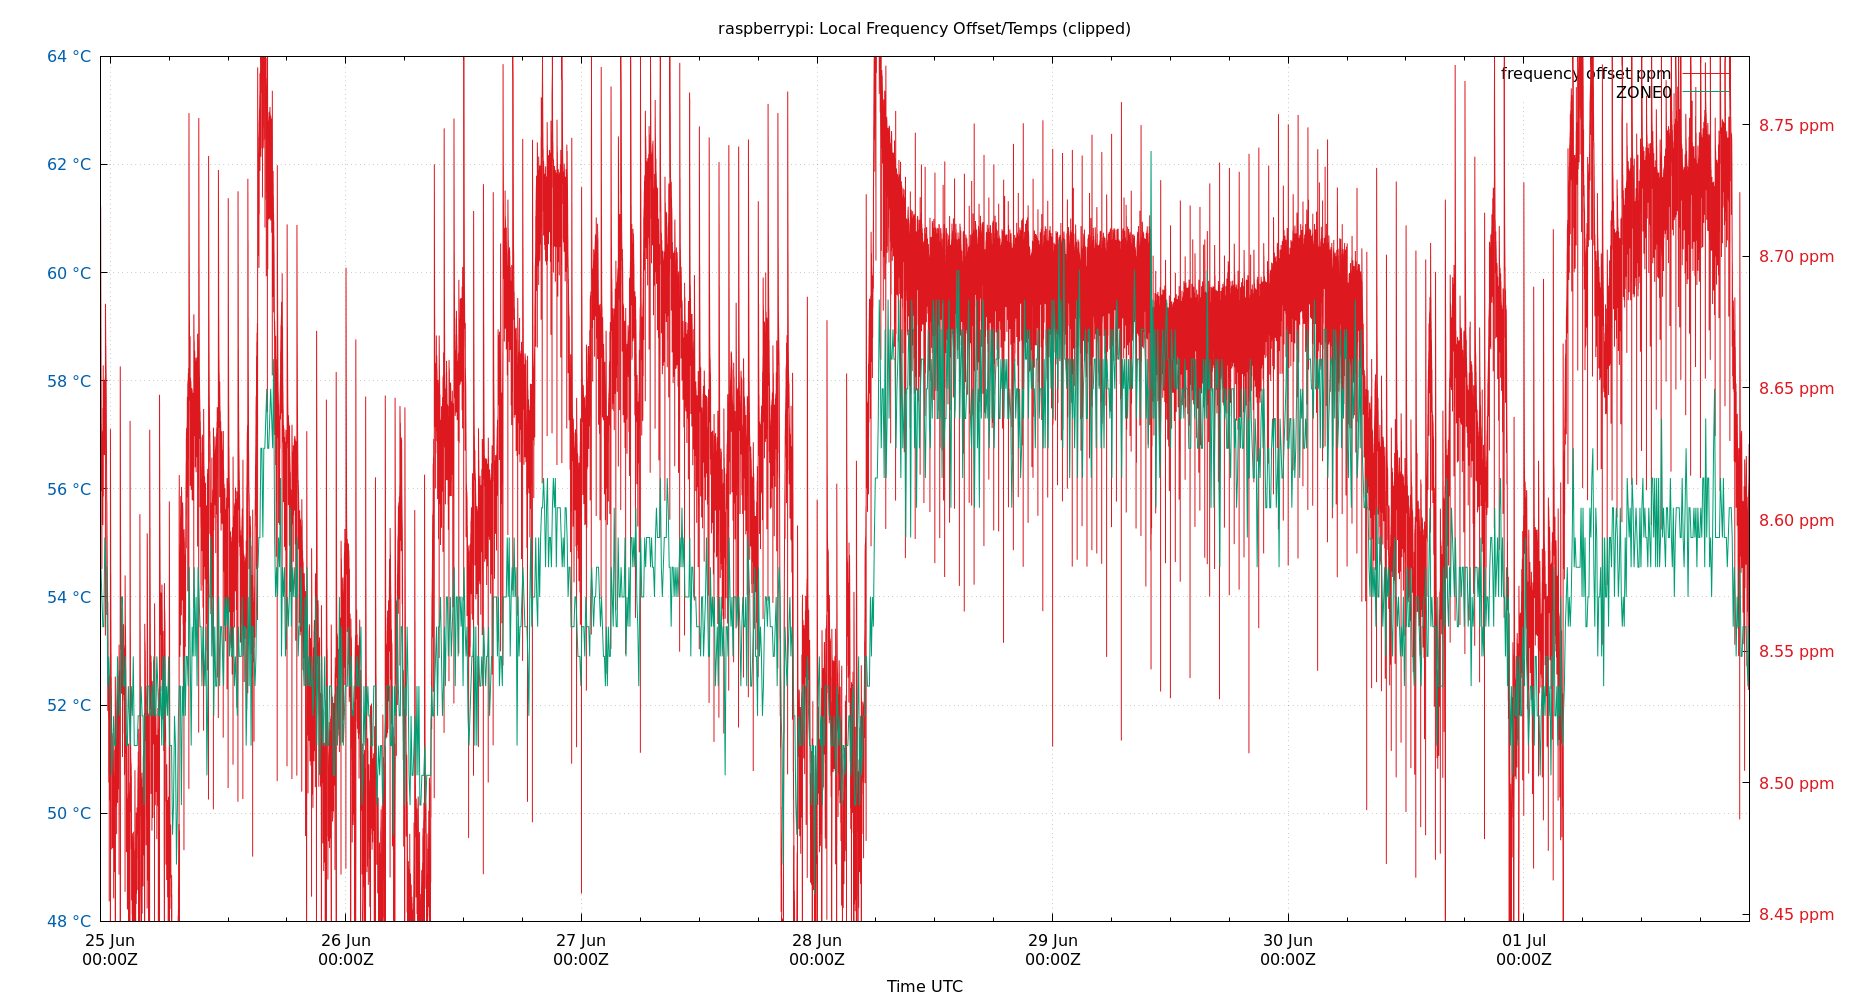 raspberrypi: Local Frequency Offset/Temps (clipped)
64 °C
62 °C
60 °C
58 °C
56 °C
54 °C
52 °C
50 °C
48 °C
frequency offset ppm
ZONE0
8.75 ppm
8.70 ppm
8.65 ppm
8.60 ppm
8.55 ppm
8.50 ppm
8.45 ppm
25 Jun 26 Jun 27 Jun 28 Jun 29 Jun 30 Jun 01 Jul
00:00Z 00:00Z 00:00Z 00:00Z 00:00Z 00:00Z 00:00Z
Time UTC